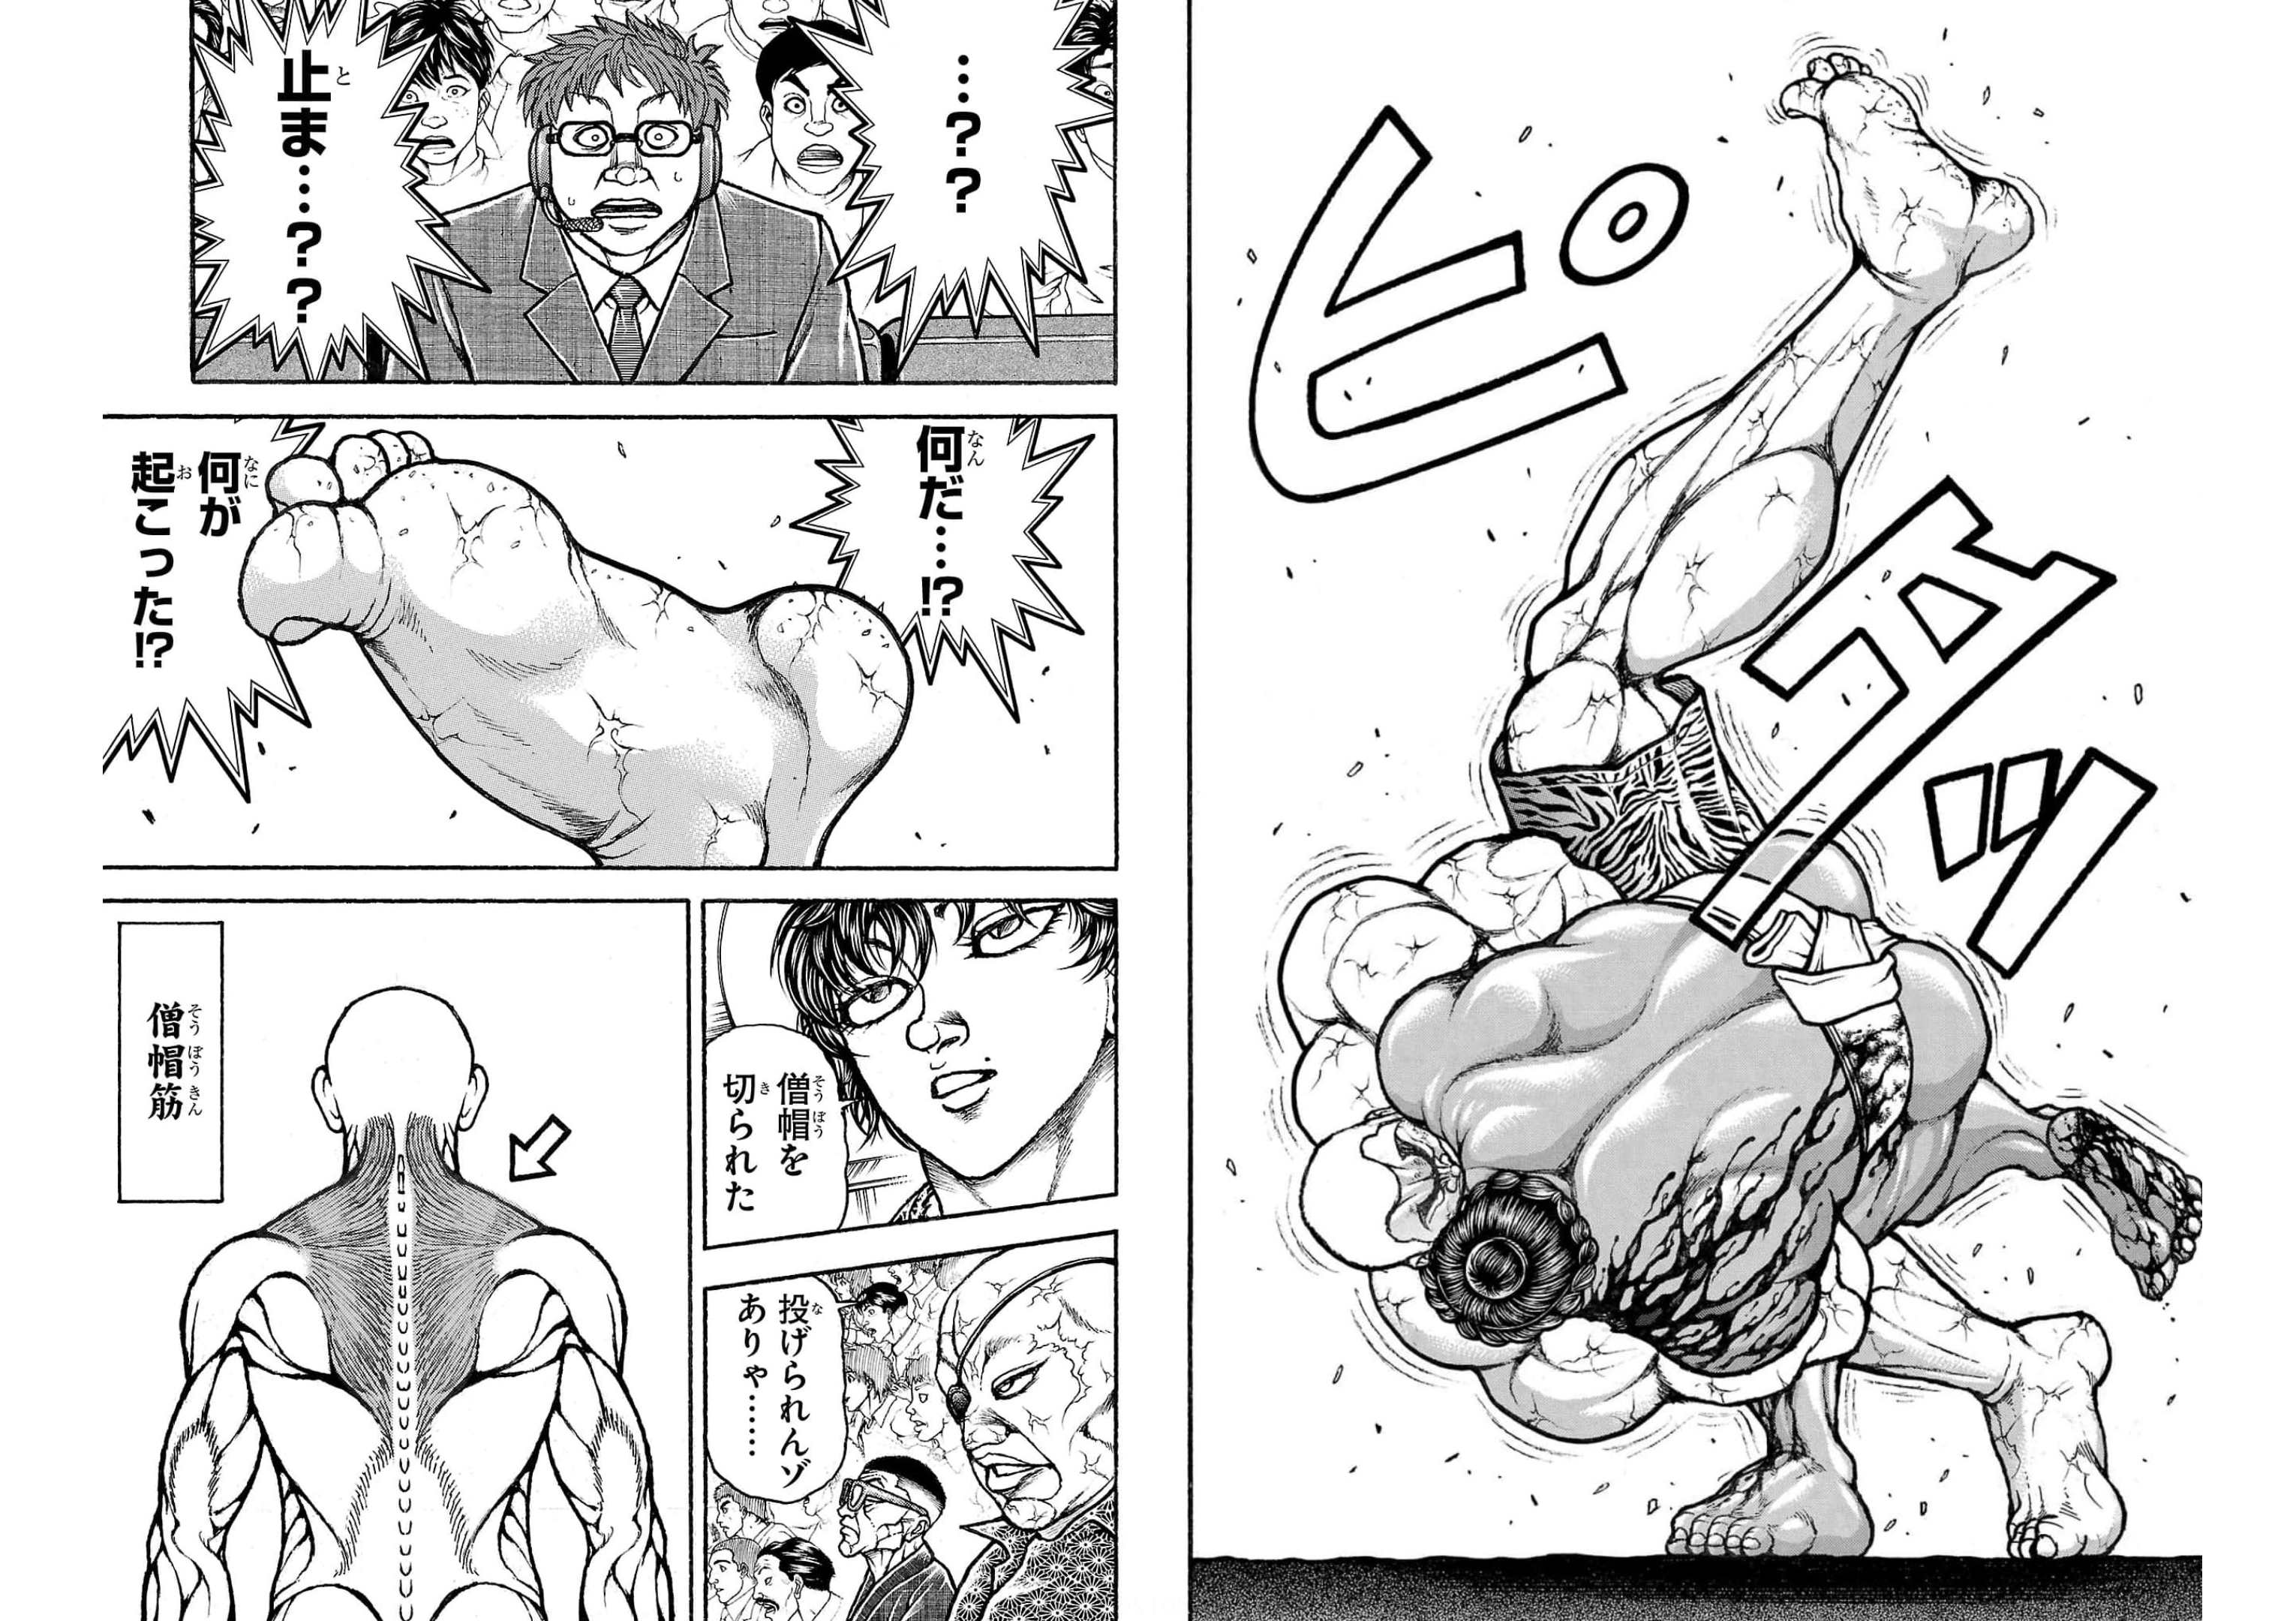 ピタッ
…??
止ま…??
何だ…!?
何が
起こった!?
僧帽を
切られた
投げられんゾ
ありゃ……
僧帽筋